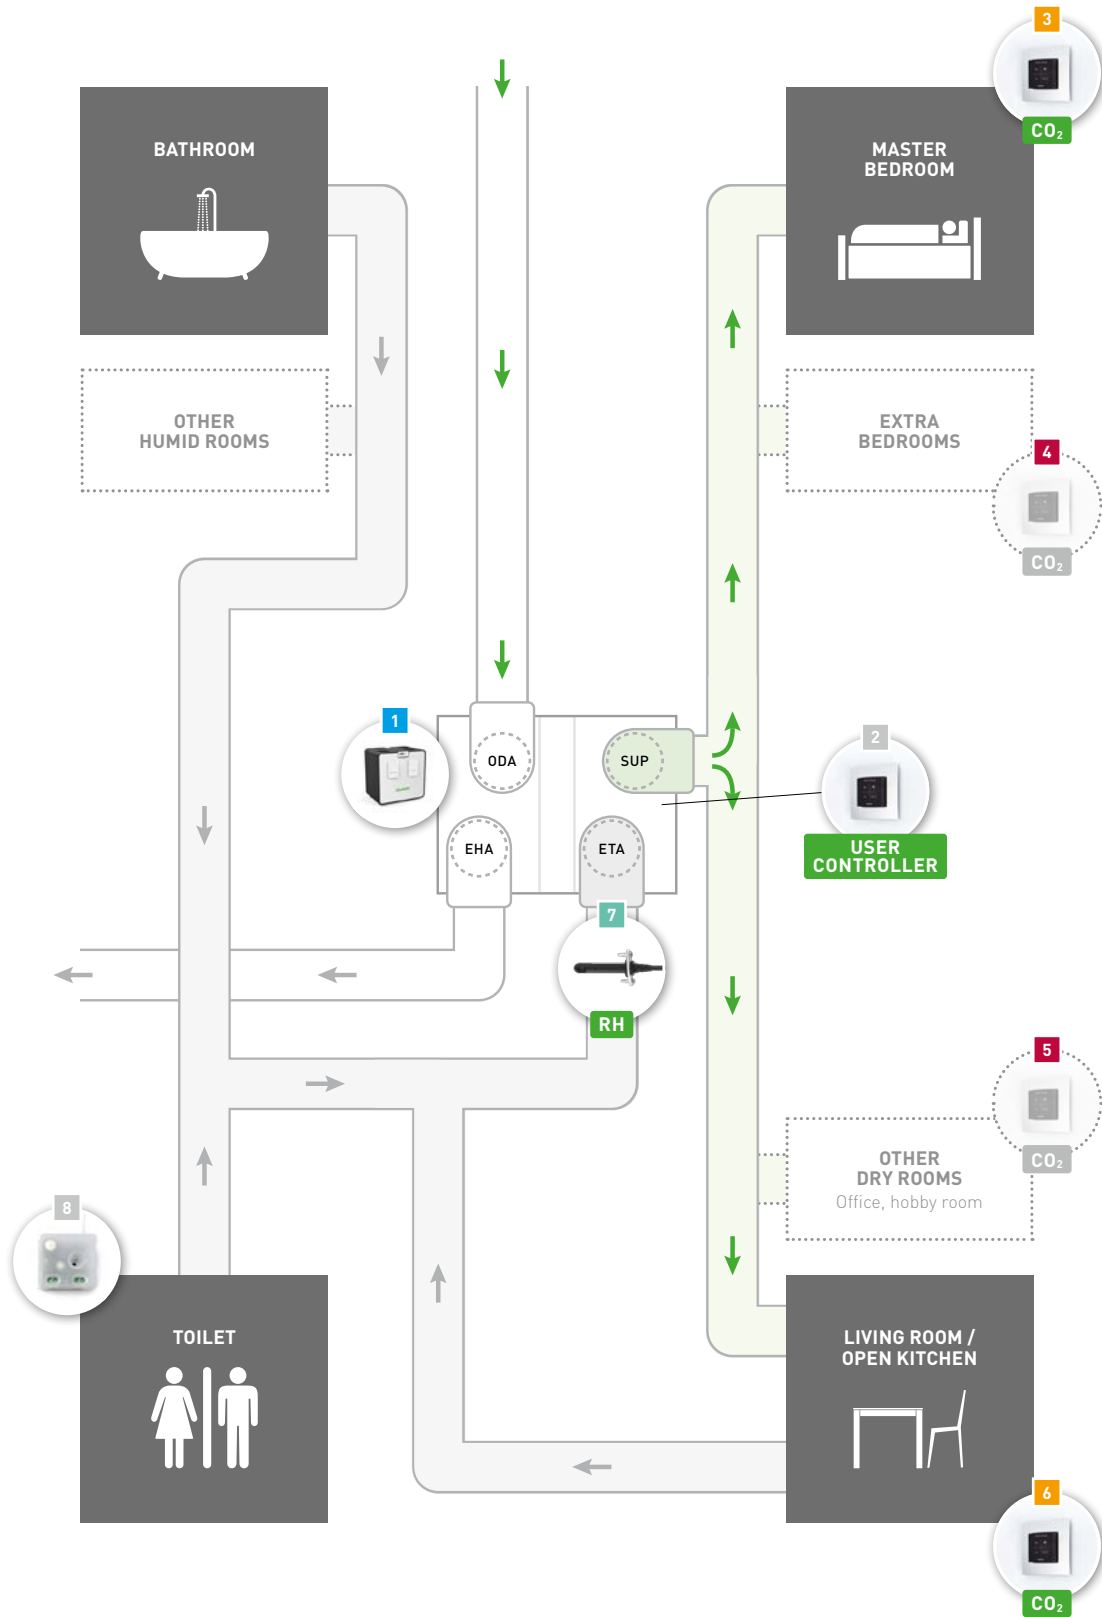 3
CO₂
BATHROOM
MASTER
BEDROOM
OTHER
HUMID ROOMS
EXTRA
BEDROOMS
4
CO₂
1
ODA
SUP
2
USER
CONTROLLER
EHA
ETA
7
RH
5
CO₂
OTHER
DRY ROOMS
Office, hobby room
8
TOILET
LIVING ROOM /
OPEN KITCHEN
6
CO₂